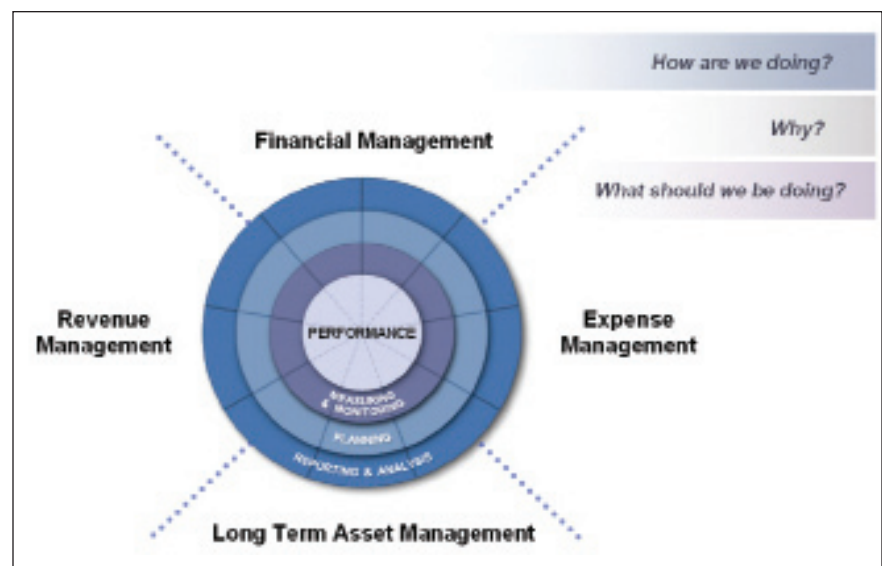 How are we doing?
Why?
What should we be doing?
Financial Management
Revenue
Management
Expense
Management
PERFORMANCE
MEASURING
& MONITORING
PLANNING
REPORTING & ANALYSIS
Long Term Asset Management